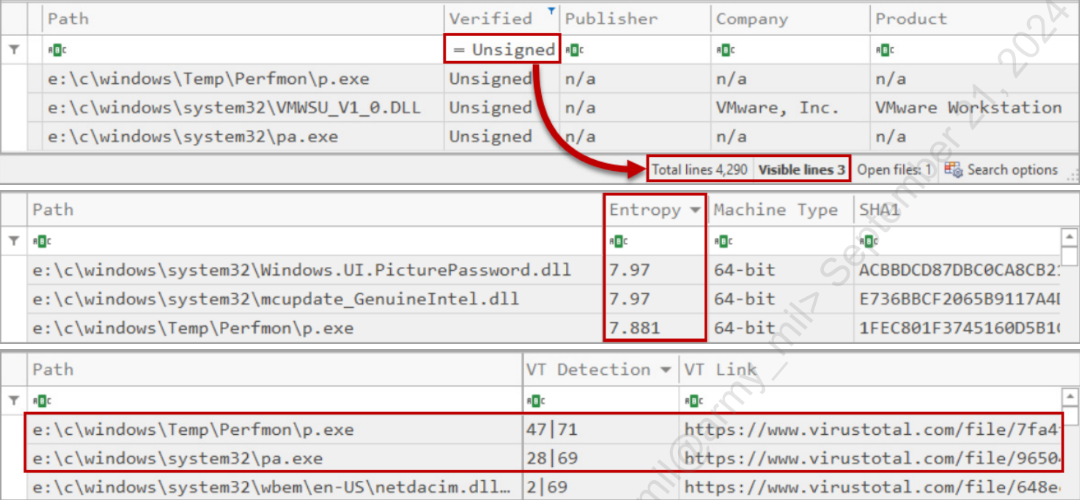 Path Verified Publisher Company Product
= Unsigned
e:\c\windows\Temp\Perfmon\p.exe Unsigned n/a n/a n/a
e:\c\windows\system32\VMWSU_V1_0.DLL Unsigned n/a VMware, Inc. VMware Workstation
e:\c\windows\system32\pa.exe Unsigned n/a n/a n/a
Total lines 4,290 Visible lines 3 Open files: 1 Search options
Path Entropy Machine Type SHA1
e:\c\windows\system32\Windows.UI.PicturePassword.dll 7.97 64-bit ACBBDCD87DBC0CA8CB2
e:\c\windows\system32\mcupdate_GenuineIntel.dll 7.97 64-bit E736BBCF2065B9117A4
e:\c\windows\Temp\Perfmon\p.exe 7.881 64-bit 1FEC801F3745160D5B1
Path VT Detection VT Link
e:\c\windows\Temp\Perfmon\p.exe 47|71 https://www.virustotal.com/file/7fa4
e:\c\windows\system32\pa.exe 28|69 https://www.virustotal.com/file/9650
e:\c\windows\system32\wbem\en-US\netdacim.dll… 2|69 https://www.virustotal.com/file/648e
mil@army_mil> September 21, 2024